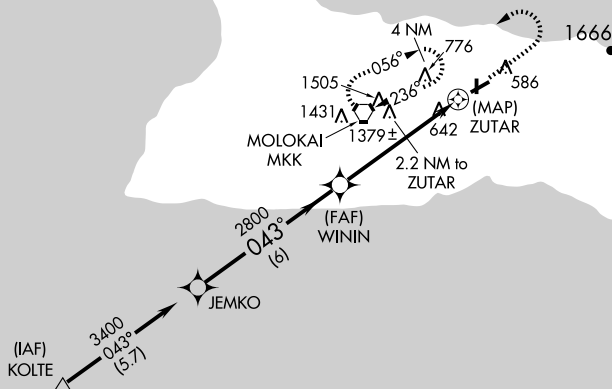 1666
4 NM
776
056°
236°
1505
586
1431
(MAP)
ZUTAR
642
1379±
MOLOKAI
MKK
2.2 NM to
ZUTAR
(FAF)
WININ
2800
043°
(6)
JEMKO
3400
043°
(5.7)
(IAF)
KOLTE